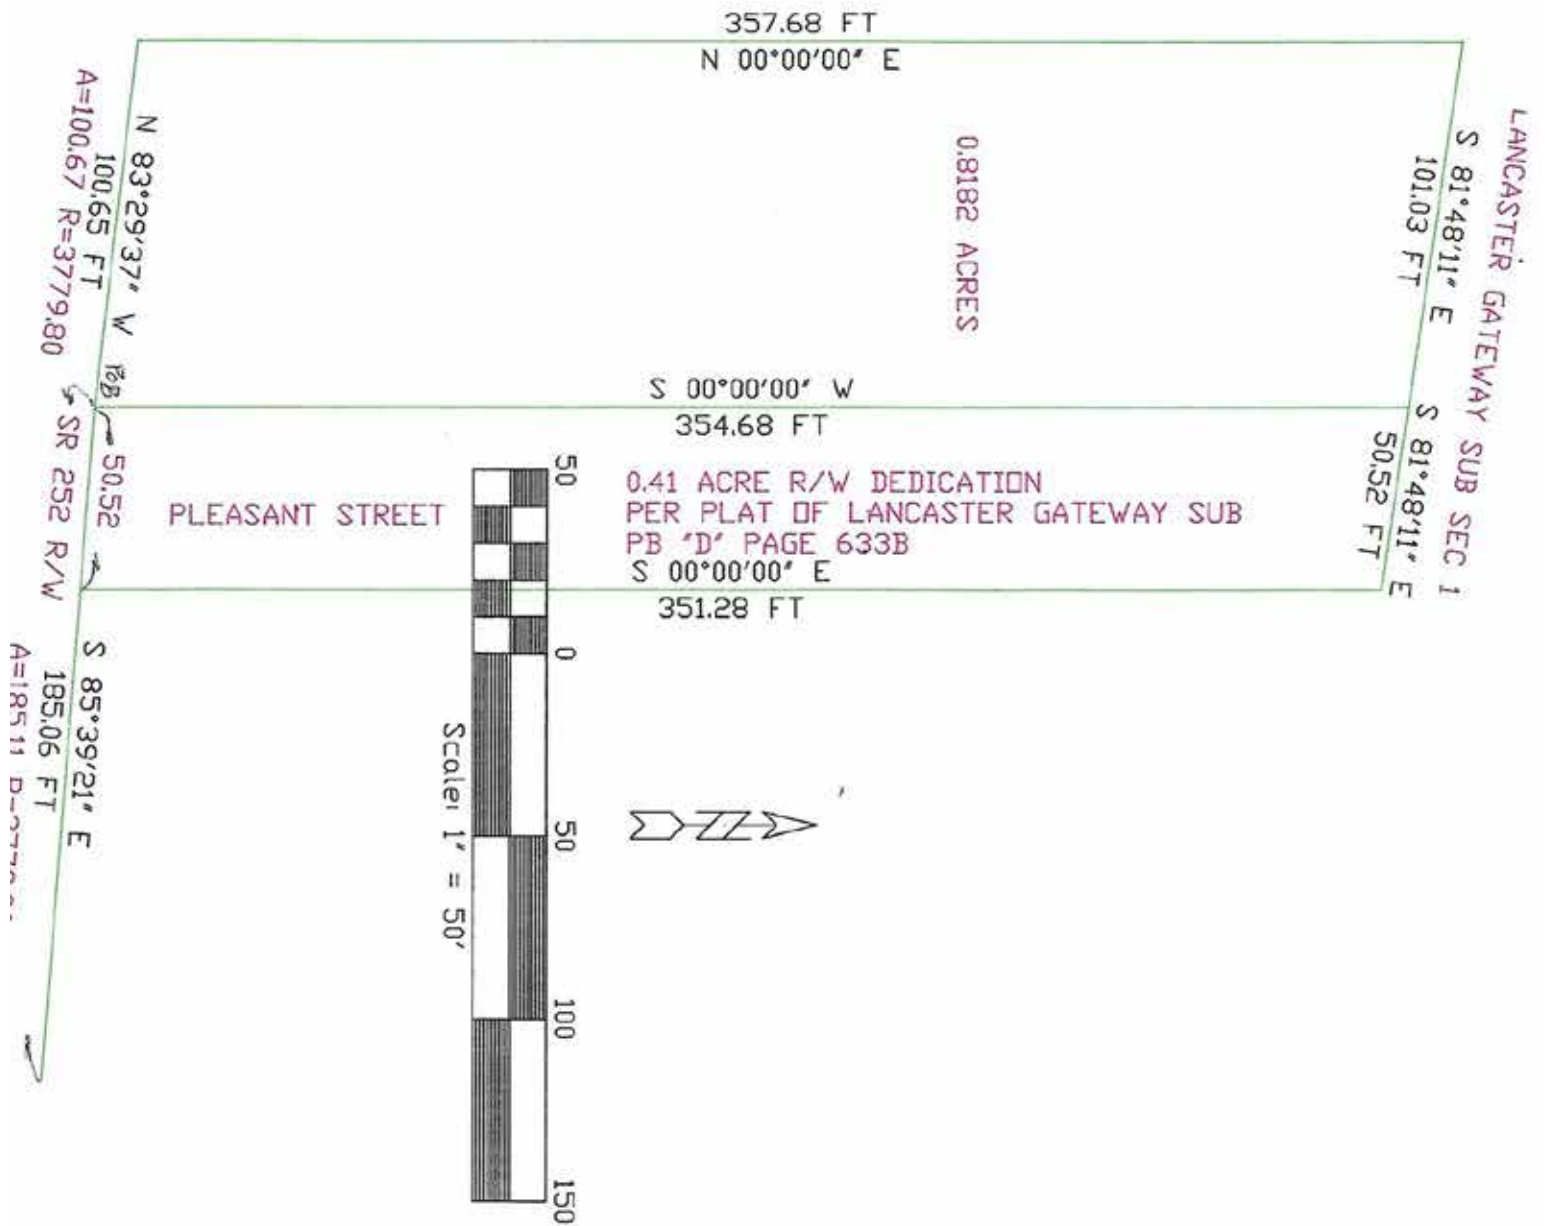 357.68 FT
N 00°00'00" E
LANCASTER GATEWAY SUB SEC 1
S 81°48'11" E
101.03 FT
S 81°48'11" E
50.52 FT
N 83°29'37" W
100.65 FT
A=100.67 R=3779.80
0.8182 ACRES
POB
S 00°00'00" W
354.68 FT
50.52
SR 252 R/W
PLEASANT STREET
0.41 ACRE R/W DEDICATION
PER PLAT OF LANCASTER GATEWAY SUB
PB "D" PAGE 633B
S 00°00'00" E
351.28 FT
S 85°39'21" E
185.06 FT
A=185.11
50
0
50
100
150
Scale: 1" = 50'
N